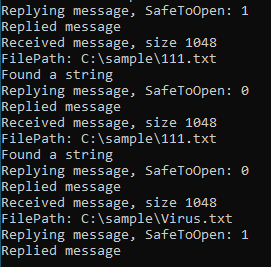 Replying message, SafeToOpen: 1
Replied message
Received message, size 1048
FilePath: C:\sample\111.txt
Found a string
Replying message, SafeToOpen: 0
Replied message
Received message, size 1048
FilePath: C:\sample\111.txt
Found a string
Replying message, SafeToOpen: 0
Replied message
Received message, size 1048
FilePath: C:\sample\Virus.txt
Replying message, SafeToOpen: 1
Replied message